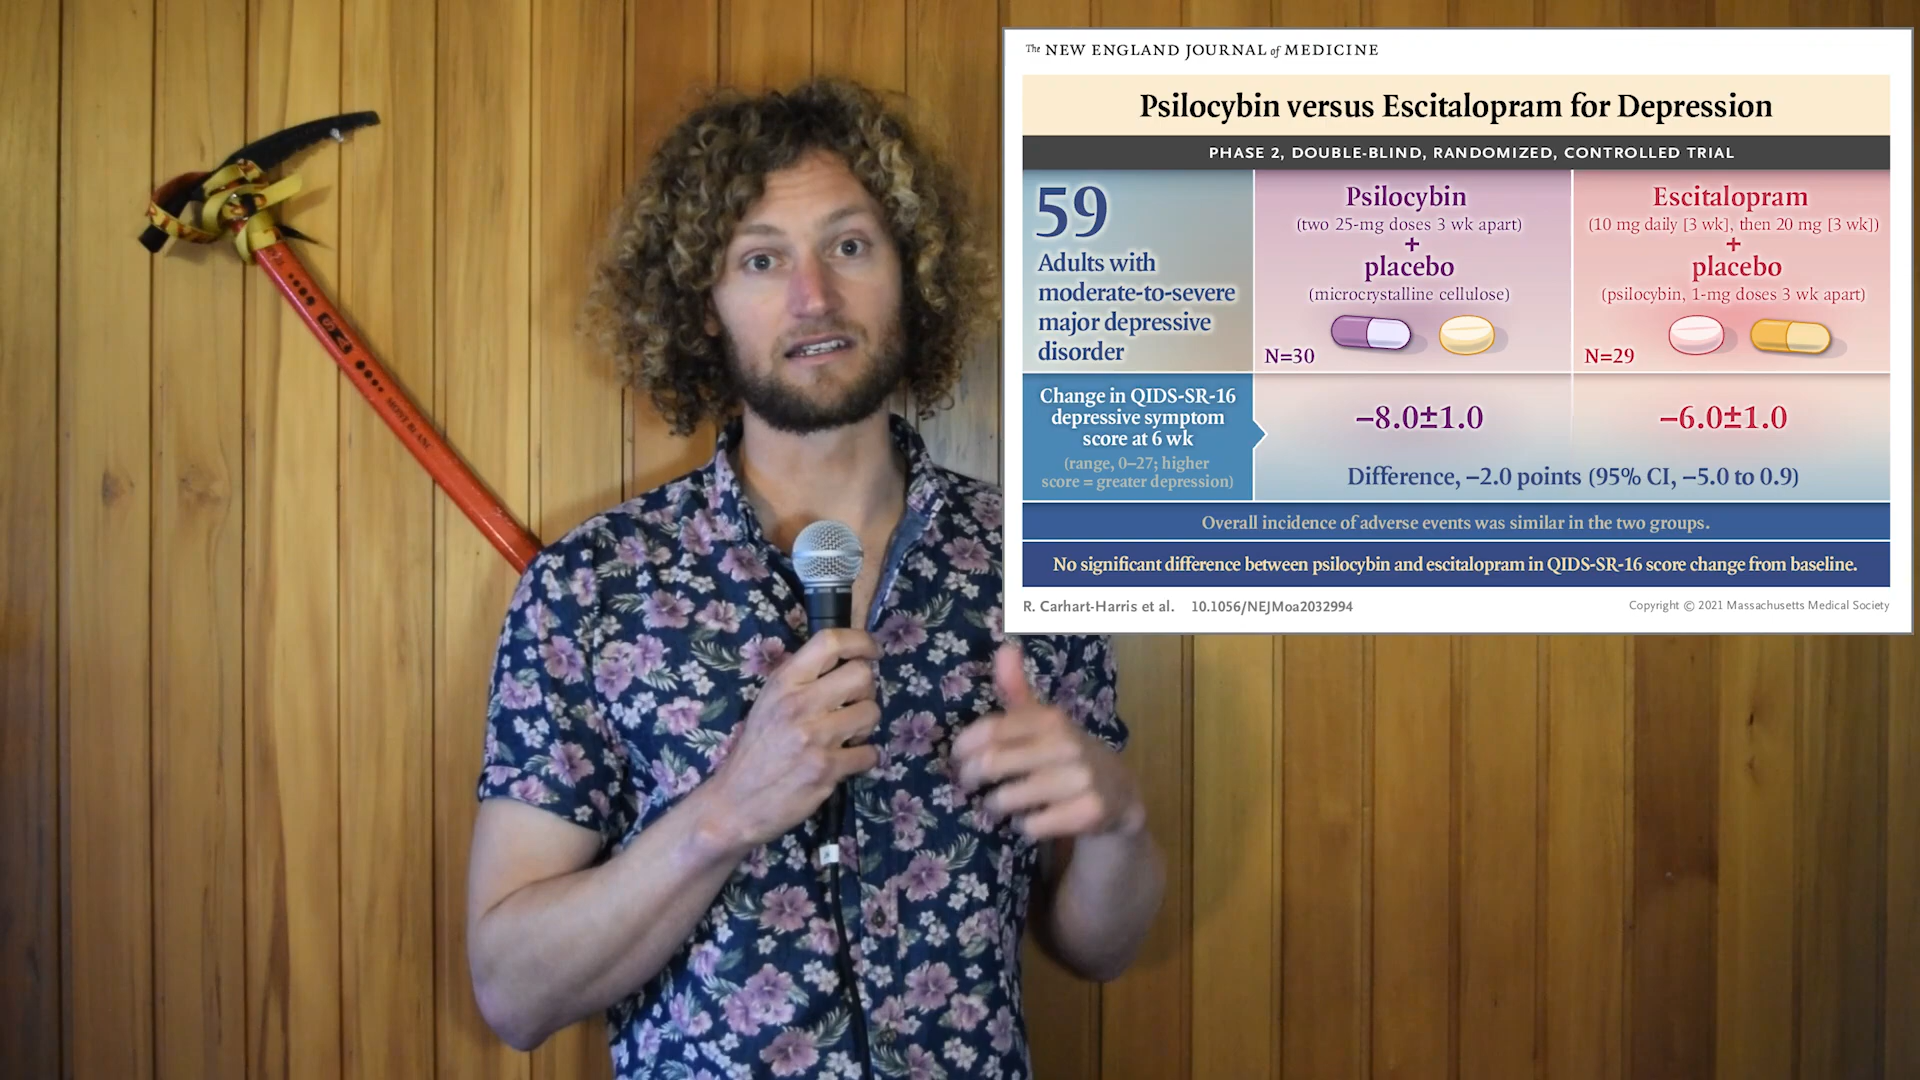 The NEW ENGLAND JOURNAL of MEDICINE
Psilocybin versus Escitalopram for Depression
PHASE 2, DOUBLE-BLIND, RANDOMIZED, CONTROLLED TRIAL
59
Adults with
moderate-to-severe
major depressive
disorder
Psilocybin
(two 25-mg doses 3 wk apart)
+
placebo
(microcrystalline cellulose)
N=30
Escitalopram
(10 mg daily [3 wk], then 20 mg [3 wk])
+
placebo
(psilocybin, 1-mg doses 3 wk apart)
N=29
Change in QIDS-SR-16
depressive symptom
score at 6 wk
(range, 0–27; higher
score = greater depression)
−8.0±1.0
−6.0±1.0
Difference, −2.0 points (95% CI, −5.0 to 0.9)
Overall incidence of adverse events was similar in the two groups.
No significant difference between psilocybin and escitalopram in QIDS-SR-16 score change from baseline.
R. Carhart-Harris et al. 10.1056/NEJMoa2032994
Copyright © 2021 Massachusetts Medical Society
MONT BLANC